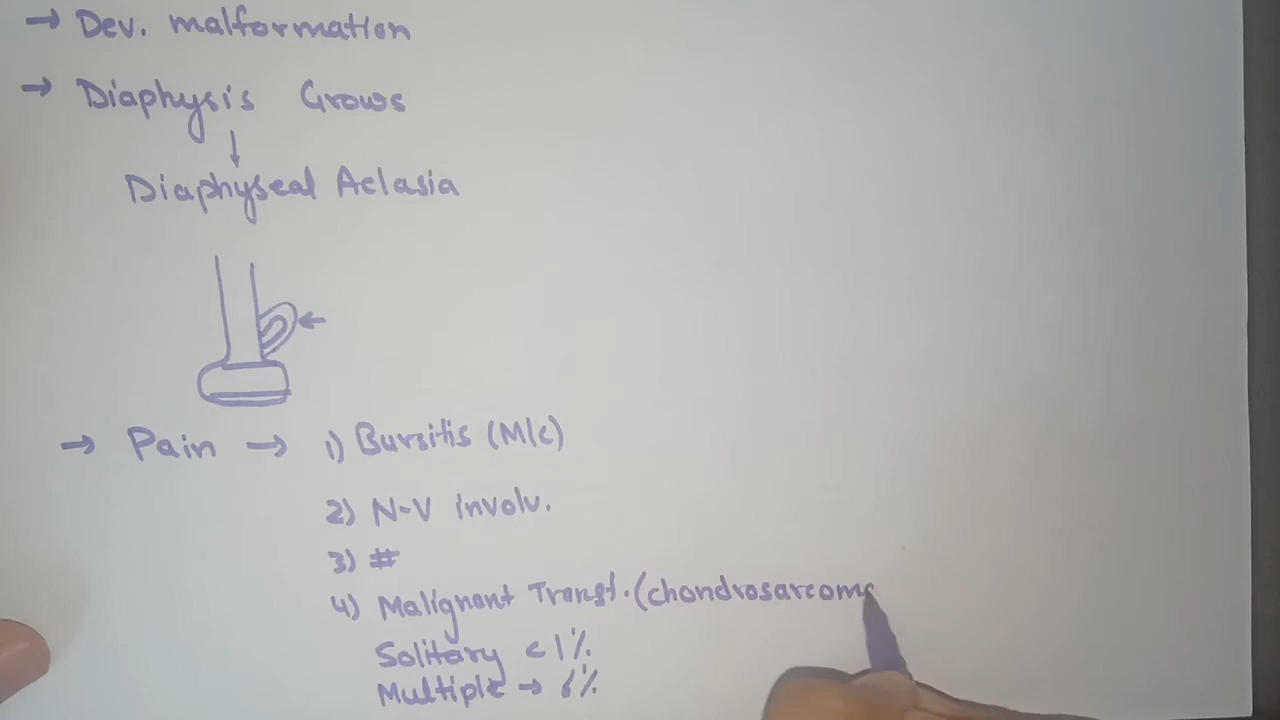 → Dev. malformation
→ Diaphysis Grows
↓
Diaphyseal Aclasia
→ Pain → 1) Bursitis (M/c)
2) N-V involv.
3) #
4) Malignant Transf. (chondrosarcoma
Solitary < 1%
Multiple → 6%